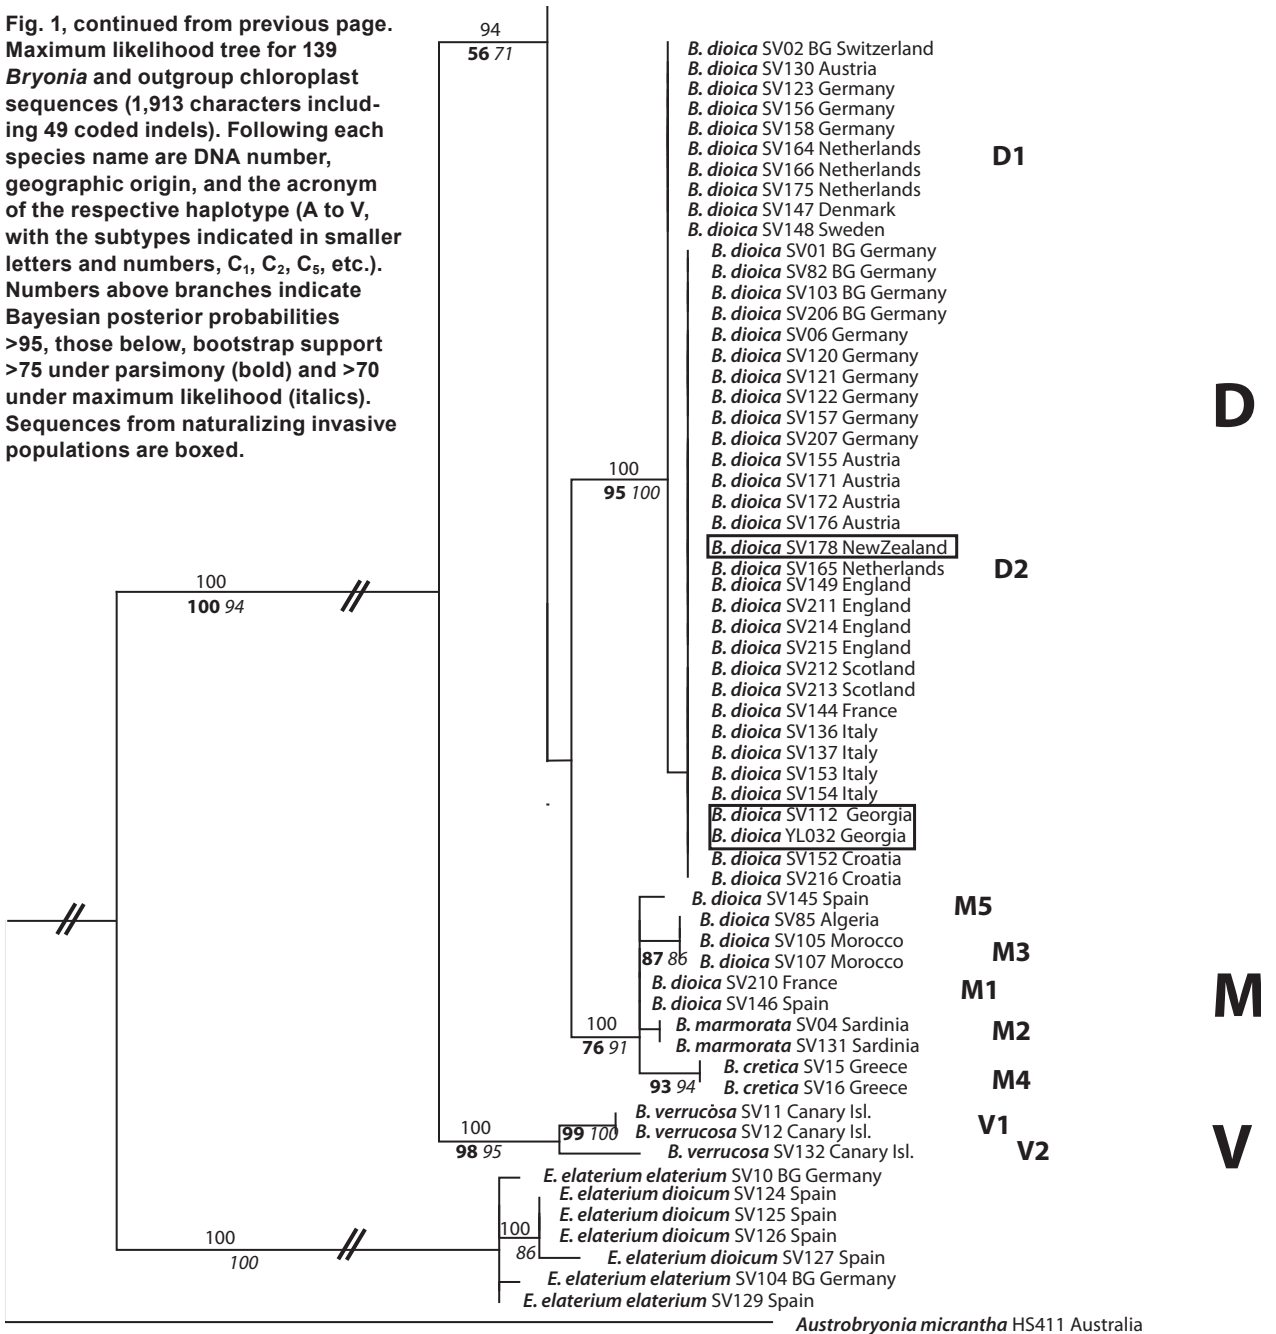 Fig. 1, continued from previous page.
Maximum likelihood tree for 139
Bryonia and outgroup chloroplast
sequences (1,913 characters includ-
ing 49 coded indels). Following each
species name are DNA number,
geographic origin, and the acronym
of the respective haplotype (A to V,
with the subtypes indicated in smaller
letters and numbers, C₁, C₂, C₅, etc.).
Numbers above branches indicate
Bayesian posterior probabilities
>95, those below, bootstrap support
>75 under parsimony (bold) and >70
under maximum likelihood (italics).
Sequences from naturalizing invasive
populations are boxed.
94
56 71
B. dioica SV02 BG Switzerland
B. dioica SV130 Austria
B. dioica SV123 Germany
B. dioica SV156 Germany
B. dioica SV158 Germany
B. dioica SV164 Netherlands
D1
B. dioica SV166 Netherlands
B. dioica SV175 Netherlands
B. dioica SV147 Denmark
B. dioica SV148 Sweden
B. dioica SV01 BG Germany
B. dioica SV82 BG Germany
B. dioica SV103 BG Germany
B. dioica SV206 BG Germany
B. dioica SV06 Germany
B. dioica SV120 Germany
B. dioica SV121 Germany
B. dioica SV122 Germany
D
B. dioica SV157 Germany
B. dioica SV207 Germany
B. dioica SV155 Austria
100
95 100
B. dioica SV171 Austria
B. dioica SV172 Austria
B. dioica SV176 Austria
B. dioica SV178 NewZealand
B. dioica SV165 Netherlands
D2
B. dioica SV149 England
100
100 94
B. dioica SV211 England
B. dioica SV214 England
B. dioica SV215 England
B. dioica SV212 Scotland
B. dioica SV213 Scotland
B. dioica SV144 France
B. dioica SV136 Italy
B. dioica SV137 Italy
B. dioica SV153 Italy
B. dioica SV154 Italy
B. dioica SV112 Georgia
B. dioica YL032 Georgia
B. dioica SV152 Croatia
B. dioica SV216 Croatia
B. dioica SV145 Spain
M5
B. dioica SV85 Algeria
B. dioica SV105 Morocco
M3
87 86
B. dioica SV107 Morocco
B. dioica SV210 France
M1
M
B. dioica SV146 Spain
100
76 91
B. marmorata SV04 Sardinia
M2
B. marmorata SV131 Sardinia
B. cretica SV15 Greece
M4
93 94
B. cretica SV16 Greece
B. verrucosa SV11 Canary Isl.
V1
100
98 95
99 100
B. verrucosa SV12 Canary Isl.
V
B. verrucosa SV132 Canary Isl.
V2
E. elaterium elaterium SV10 BG Germany
E. elaterium dioicum SV124 Spain
E. elaterium dioicum SV125 Spain
100
86
E. elaterium dioicum SV126 Spain
100
100
E. elaterium dioicum SV127 Spain
E. elaterium elaterium SV104 BG Germany
E. elaterium elaterium SV129 Spain
Austrobryonia micrantha HS411 Australia